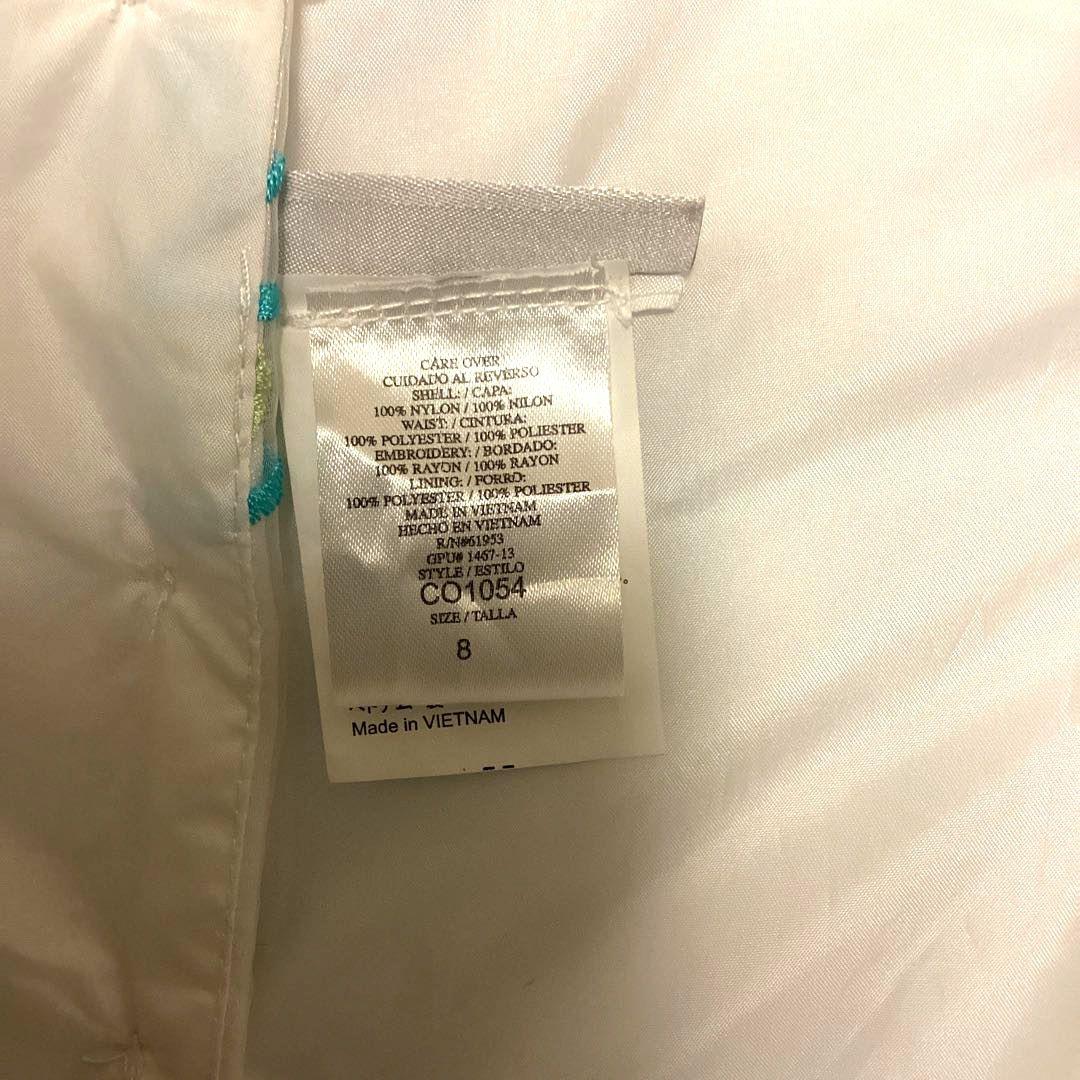 CARE OVER
CUIDADO AL REVERSO
SHELL: / CAPA:
100% NYLON / 100% NILON
WAIST: / CINTURA:
100% POLYESTER / 100% POLIESTER
EMBROIDERY: / BORDADO:
100% RAYON / 100% RAYON
LINING: / FORRO:
100% POLYESTER / 100% POLIESTER
MADE IN VIETNAM
HECHO EN VIETNAM
R/N#61953
GPU# 1467-13
STYLE / ESTILO
CO1054
SIZE / TALLA
8
Made in VIETNAM